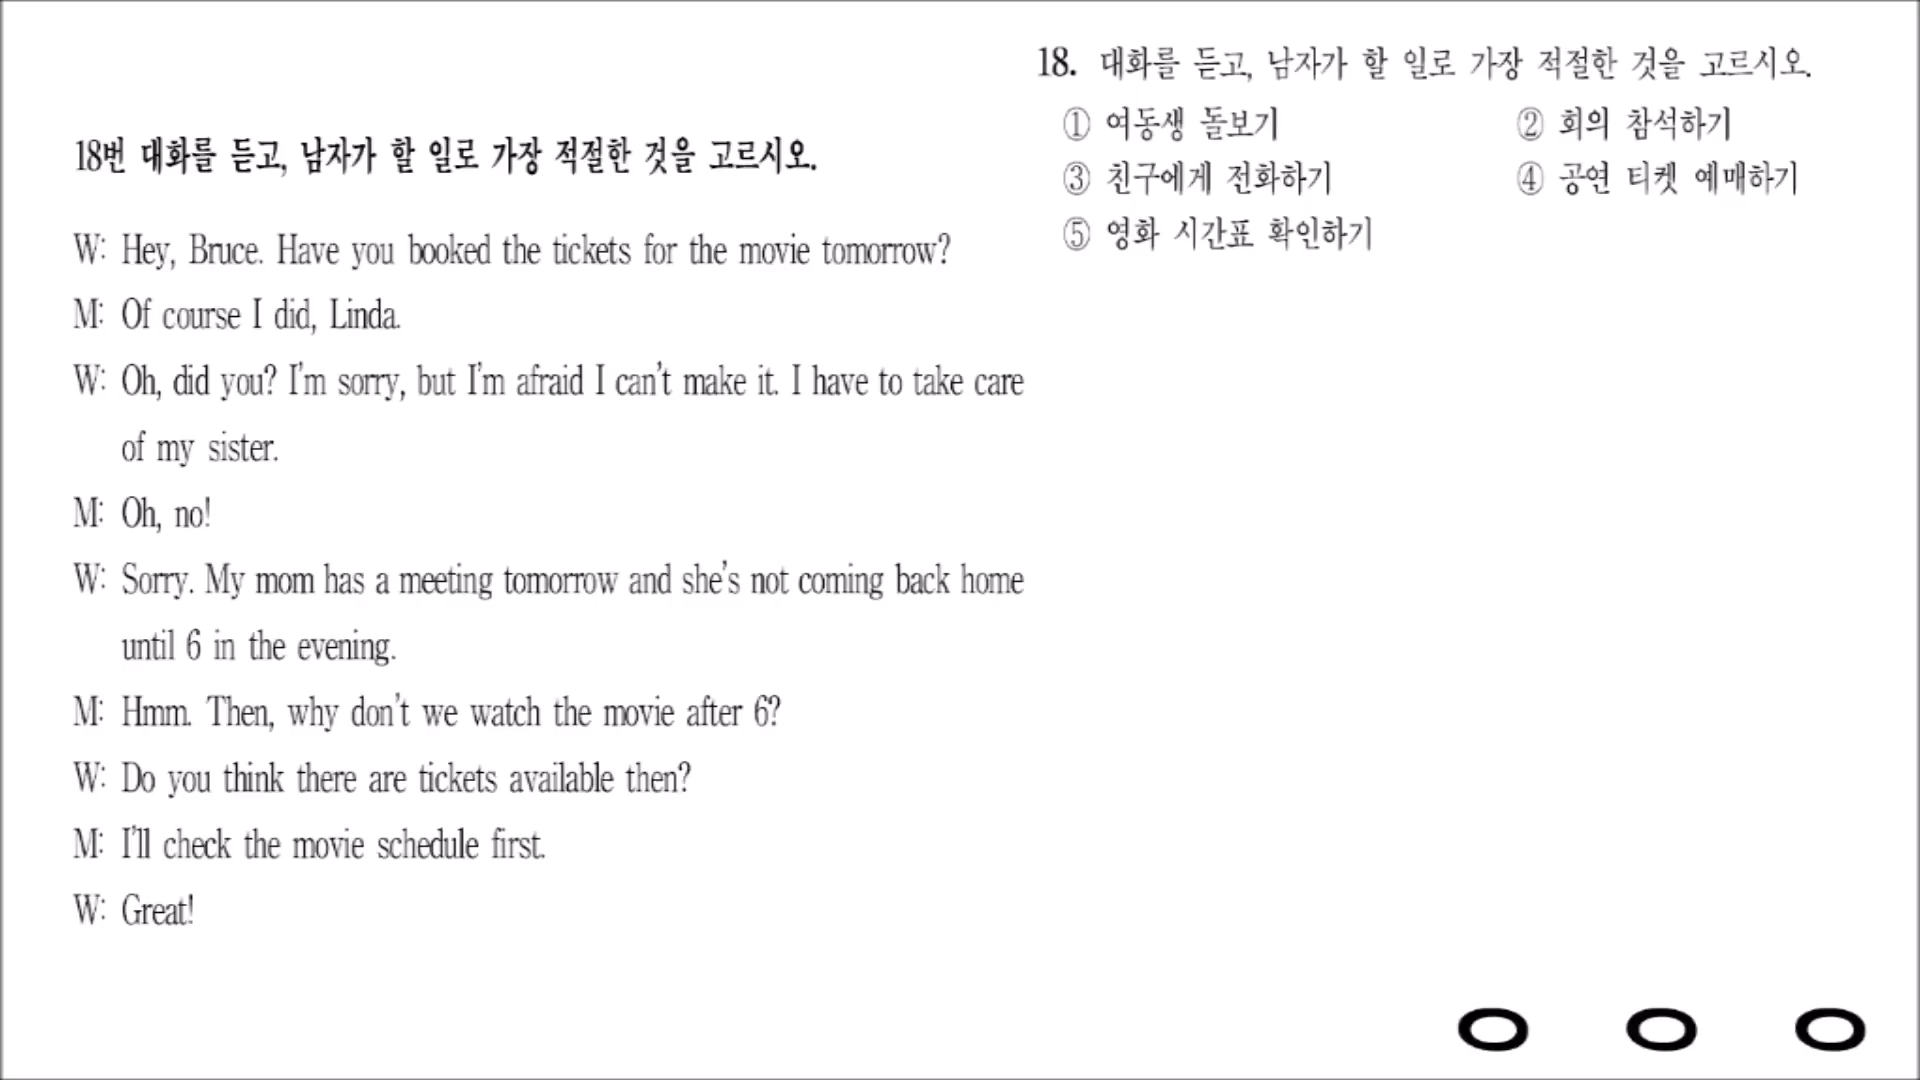 18번 대화를 듣고, 남자가 할 일로 가장 적절한 것을 고르시오.
W: Hey, Bruce. Have you booked the tickets for the movie tomorrow?
M: Of course I did, Linda.
W: Oh, did you? I'm sorry, but I'm afraid I can't make it. I have to take care
of my sister.
M: Oh, no!
W: Sorry. My mom has a meeting tomorrow and she's not coming back home
until 6 in the evening.
M: Hmm. Then, why don't we watch the movie after 6?
W: Do you think there are tickets available then?
M: I'll check the movie schedule first.
W: Great!
18. 대화를 듣고, 남자가 할 일로 가장 적절한 것을 고르시오.
① 여동생 돌보기 ② 회의 참석하기
③ 친구에게 전화하기 ④ 공연 티켓 예매하기
⑤ 영화 시간표 확인하기